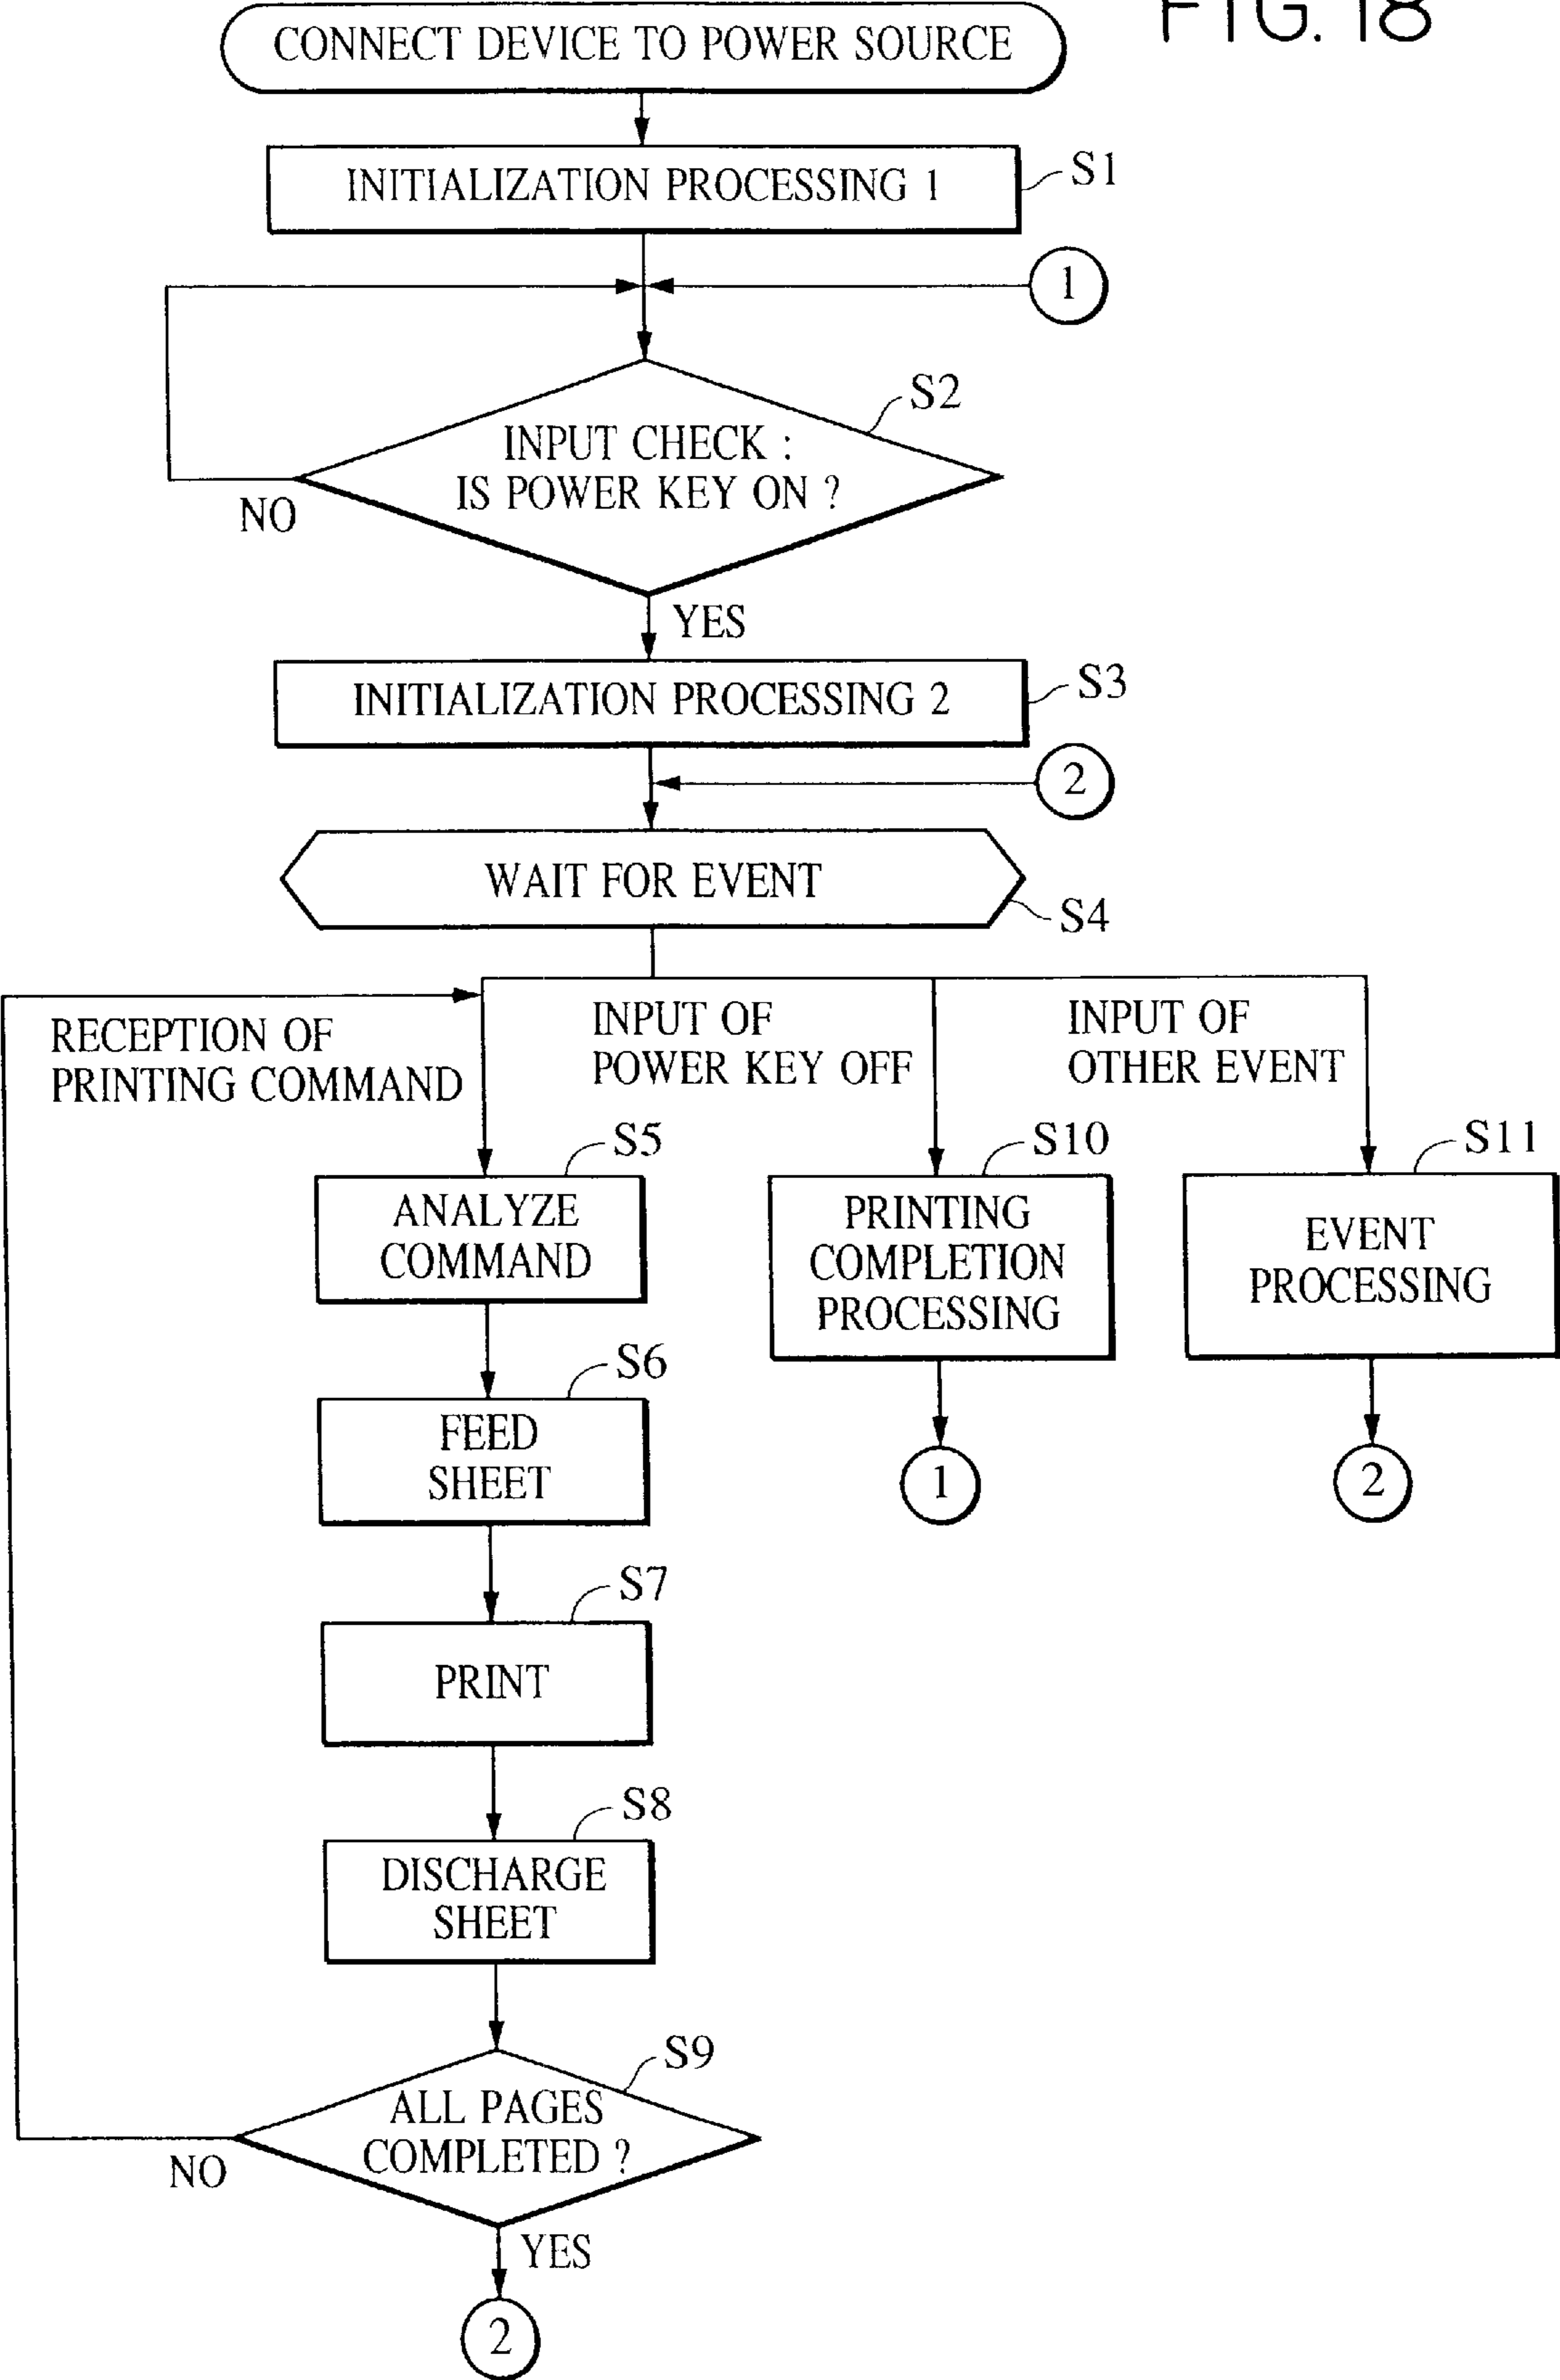 FIG. 18
CONNECT DEVICE TO POWER SOURCE
INITIALIZATION PROCESSING 1
S1
1
S2
INPUT CHECK :
IS POWER KEY ON ?
NO
YES
INITIALIZATION PROCESSING 2
S3
2
WAIT FOR EVENT
S4
RECEPTION OF
PRINTING COMMAND
INPUT OF
POWER KEY OFF
INPUT OF
OTHER EVENT
S5
ANALYZE
COMMAND
S10
PRINTING
COMPLETION
PROCESSING
S11
EVENT
PROCESSING
S6
FEED
SHEET
1
2
S7
PRINT
S8
DISCHARGE
SHEET
S9
ALL PAGES
COMPLETED ?
NO
YES
2